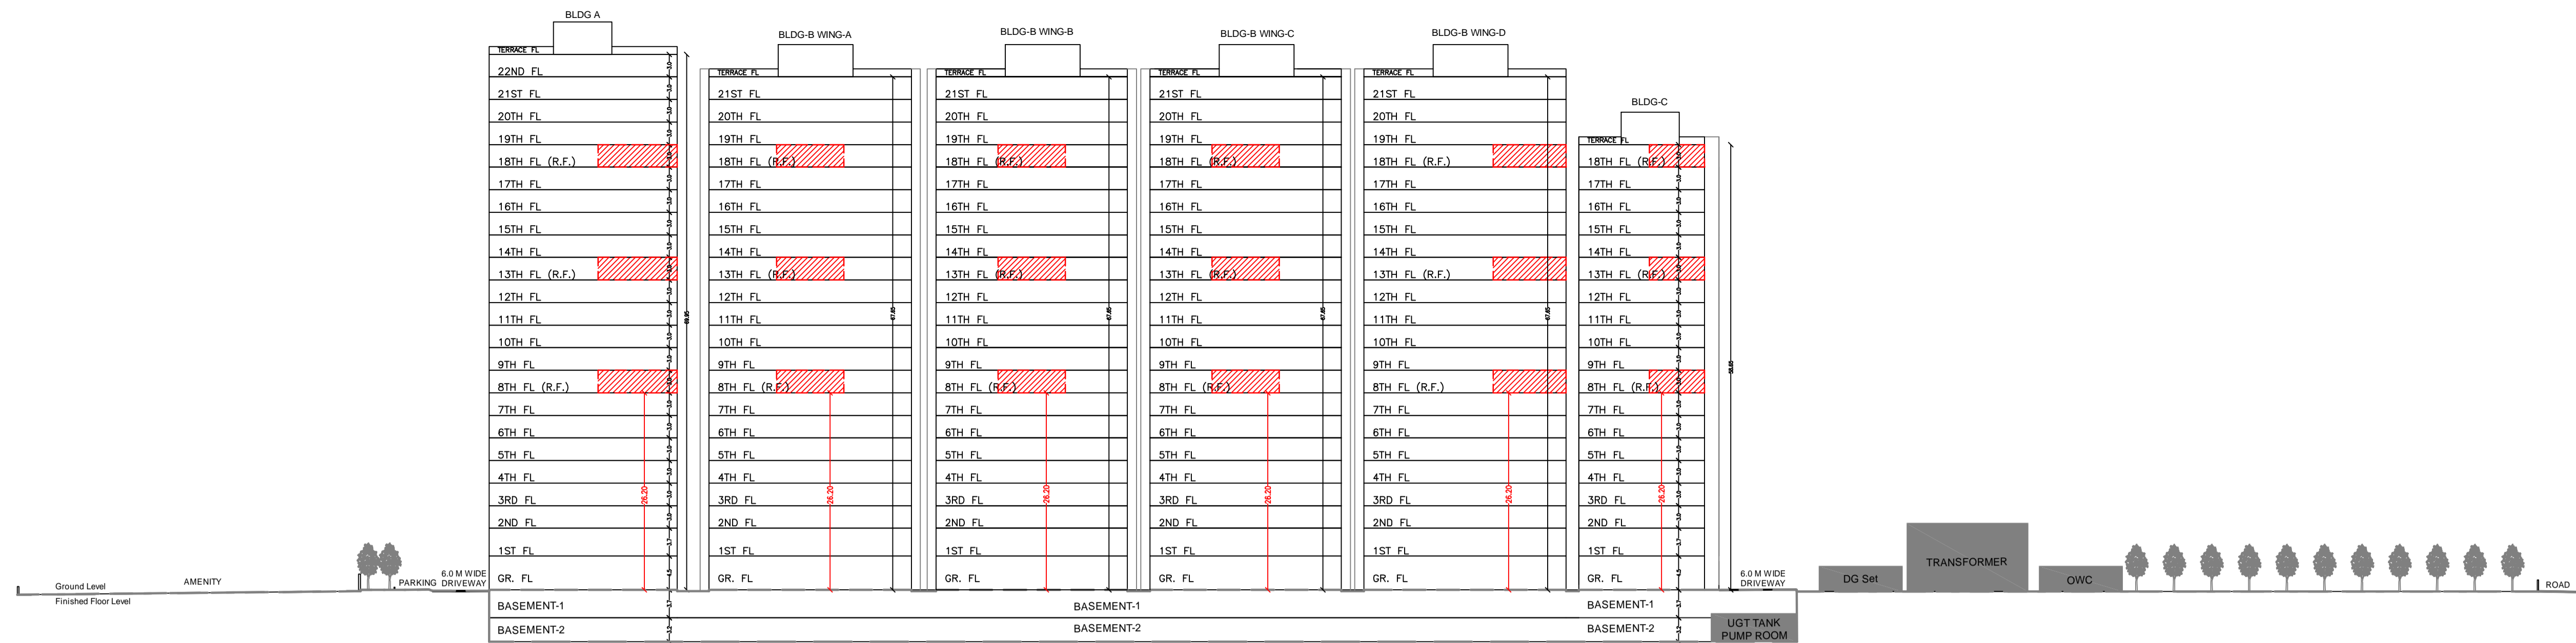 BLDG A
BLDG-B WING-A
BLDG-B WING-B
BLDG-B WING-C
BLDG-B WING-D
BLDG-C
TERRACE FL
22ND FL
21ST FL
20TH FL
19TH FL
18TH FL (R.F.)
17TH FL
16TH FL
15TH FL
14TH FL
13TH FL (R.F.)
12TH FL
11TH FL
10TH FL
9TH FL
8TH FL (R.F.)
7TH FL
6TH FL
5TH FL
4TH FL
3RD FL
2ND FL
1ST FL
GR. FL
26.20
69.95
TERRACE FL
21ST FL
20TH FL
19TH FL
18TH FL (R.F.)
17TH FL
16TH FL
15TH FL
14TH FL
13TH FL (R.F.)
12TH FL
11TH FL
10TH FL
9TH FL
8TH FL (R.F.)
7TH FL
6TH FL
5TH FL
4TH FL
3RD FL
2ND FL
1ST FL
GR. FL
26.20
67.65
TERRACE FL
21ST FL
20TH FL
19TH FL
18TH FL (R.F.)
17TH FL
16TH FL
15TH FL
14TH FL
13TH FL (R.F.)
12TH FL
11TH FL
10TH FL
9TH FL
8TH FL (R.F.)
7TH FL
6TH FL
5TH FL
4TH FL
3RD FL
2ND FL
1ST FL
GR. FL
26.20
67.65
TERRACE FL
21ST FL
20TH FL
19TH FL
18TH FL (R.F.)
17TH FL
16TH FL
15TH FL
14TH FL
13TH FL (R.F.)
12TH FL
11TH FL
10TH FL
9TH FL
8TH FL (R.F.)
7TH FL
6TH FL
5TH FL
4TH FL
3RD FL
2ND FL
1ST FL
GR. FL
26.20
67.65
TERRACE FL
21ST FL
20TH FL
19TH FL
18TH FL (R.F.)
17TH FL
16TH FL
15TH FL
14TH FL
13TH FL (R.F.)
12TH FL
11TH FL
10TH FL
9TH FL
8TH FL (R.F.)
7TH FL
6TH FL
5TH FL
4TH FL
3RD FL
2ND FL
1ST FL
GR. FL
26.20
67.65
TERRACE FL
18TH FL (R.F.)
17TH FL
16TH FL
15TH FL
14TH FL
13TH FL (R.F.)
12TH FL
11TH FL
10TH FL
9TH FL
8TH FL (R.F.)
7TH FL
6TH FL
5TH FL
4TH FL
3RD FL
2ND FL
1ST FL
GR. FL
26.20
Ground Level
Finished Floor Level
AMENITY
PARKING
6.0 M WIDE
DRIVEWAY
BASEMENT-1
BASEMENT-1
BASEMENT-1
BASEMENT-2
BASEMENT-2
BASEMENT-2
UGT TANK
PUMP ROOM
6.0 M WIDE
DRIVEWAY
DG Set
TRANSFORMER
OWC
ROAD